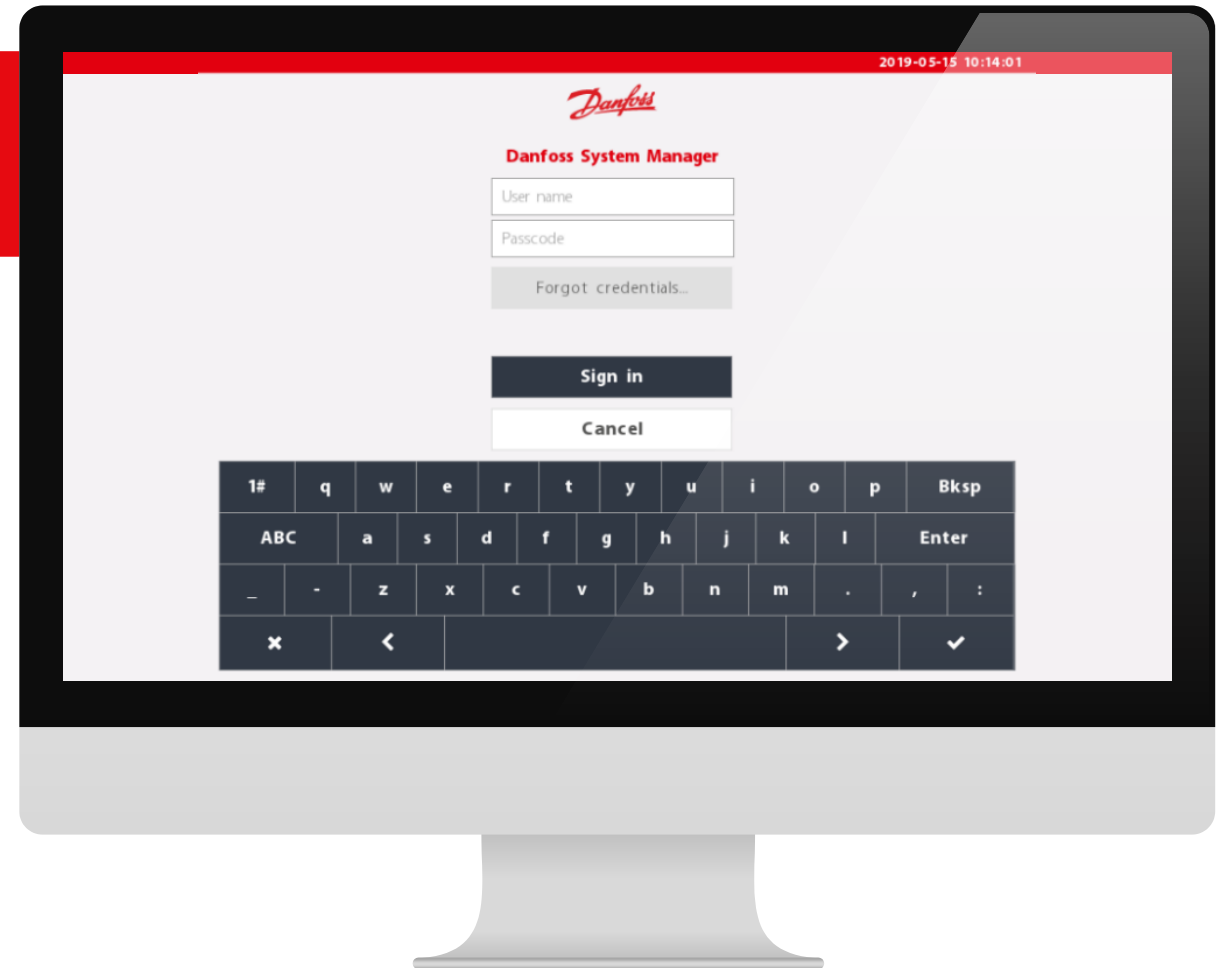 2019-05-15 10:14:01
Danfoss
Danfoss System Manager
User name
Passcode
Forgot credentials...
Sign in
Cancel
1# q w e r t y u i o p Bksp
ABC a s d f g h j k l Enter
_ - z x c v b n m . , :